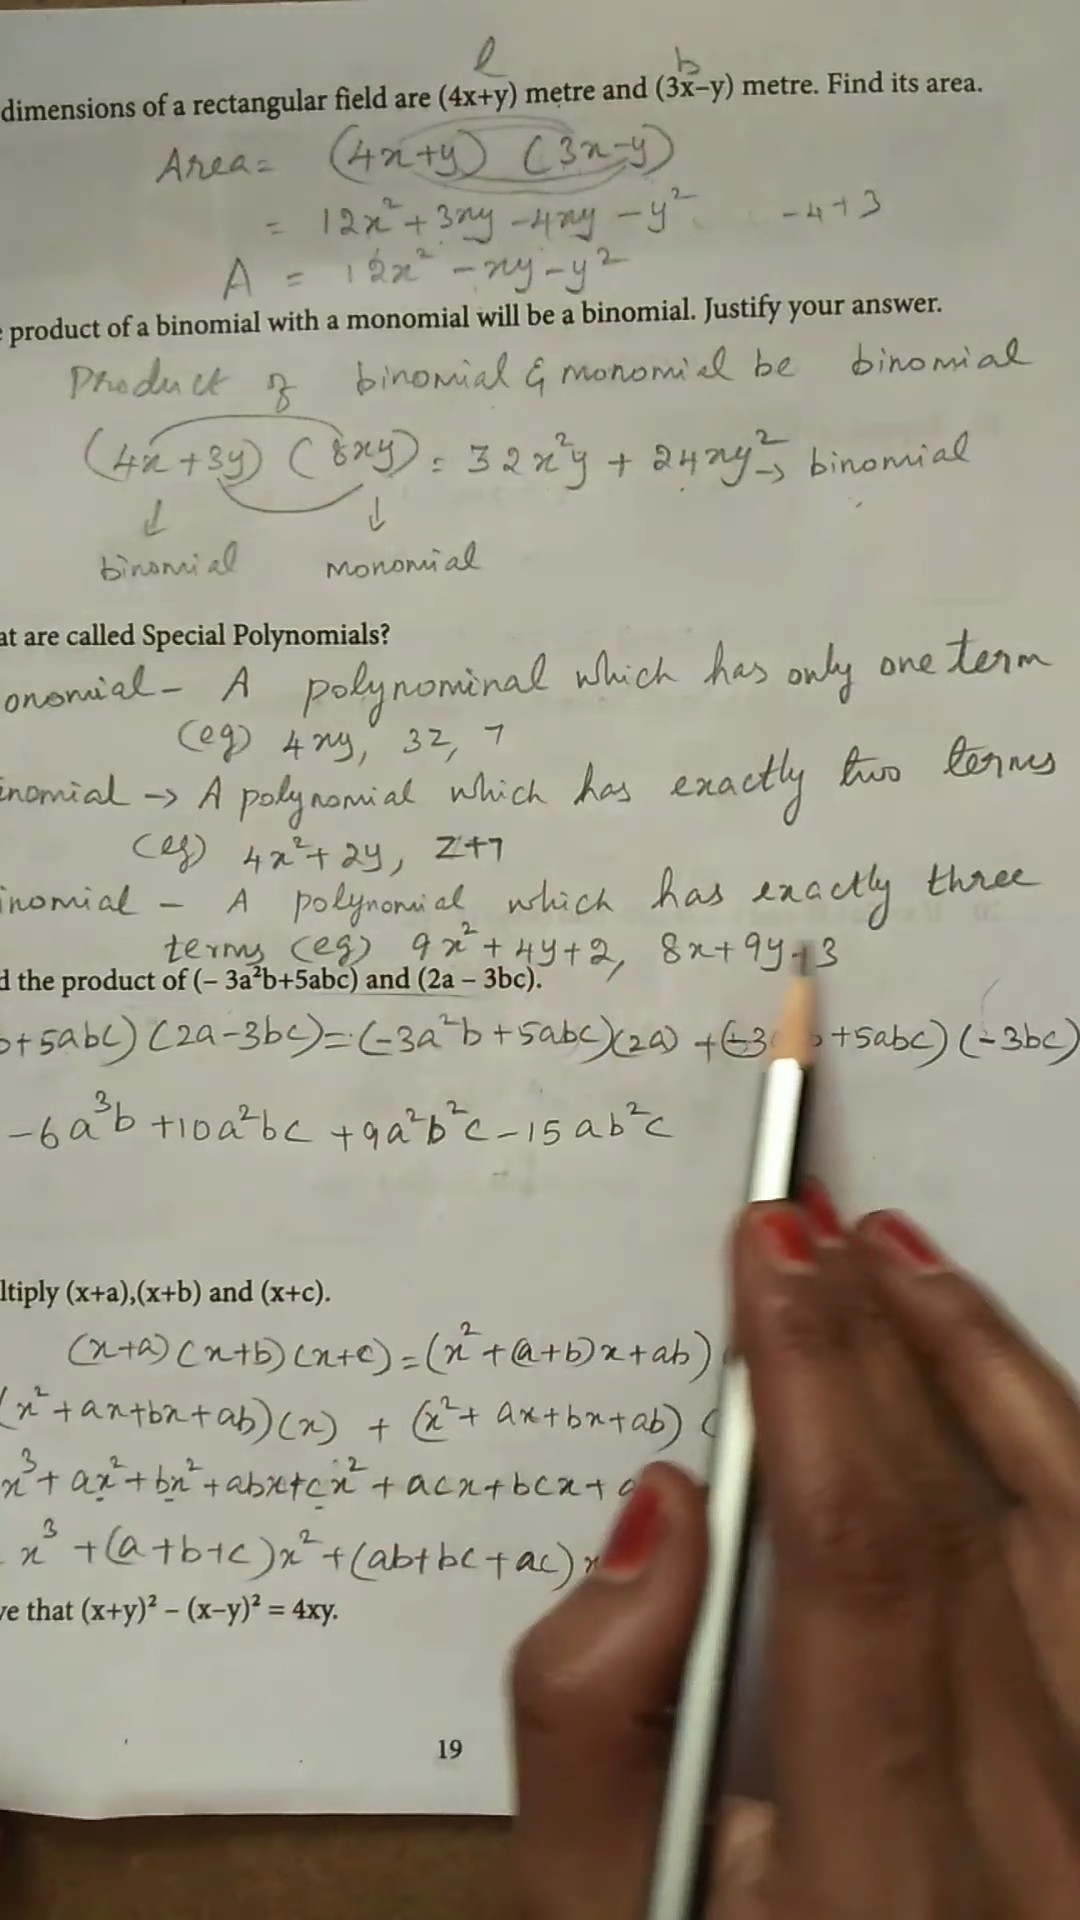 l b
dimensions of a rectangular field are (4x+y) metre and (3x–y) metre. Find its area.
Area = (4x+y) (3x-y)
= 12x² + 3xy - 4xy - y² -4+3
A = 12x² - xy - y²
product of a binomial with a monomial will be a binomial. Justify your answer.
Product of binomial & monomial be binomial
(4x+3y) (8xy) = 32x²y + 24xy² → binomial
↓ ↓
binomial monomial
at are called Special Polynomials?
onomial - A polynominal which has only one term
(eg) 4xy, 3z, 7
nomial → A polynomial which has exactly two terms
(eg) 4x²+2y, z+7
inomial - A polynomial which has exactly three
terms (eg) 9x²+4y+2, 8x+9y+3
d the product of (– 3a²b+5abc) and (2a – 3bc).
b+5abc) (2a-3bc) = (-3a²b+5abc)(2a) + (-3 b+5abc) (-3bc)
-6a³b +10a²bc +9a²b²c -15ab²c
ltiply (x+a),(x+b) and (x+c).
(x+a) (x+b) (x+c) = (x²+(a+b)x+ab)
(x²+ax+bx+ab)(x) + (x²+ax+bx+ab) (
x³+ax²+bx²+abx+cx²+acx+bcx+a
x³+(a+b+c)x²+(ab+bc+ac)x
ve that (x+y)² – (x–y)² = 4xy.
19